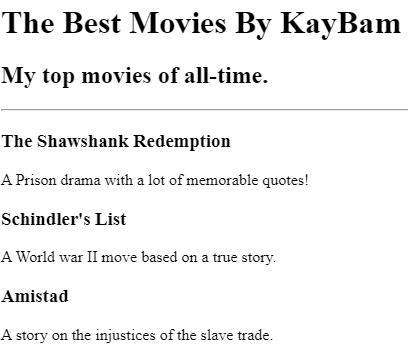 The Best Movies By KayBam
My top movies of all-time.
The Shawshank Redemption
A Prison drama with a lot of memorable quotes!
Schindler's List
A World war II move based on a true story.
Amistad
A story on the injustices of the slave trade.